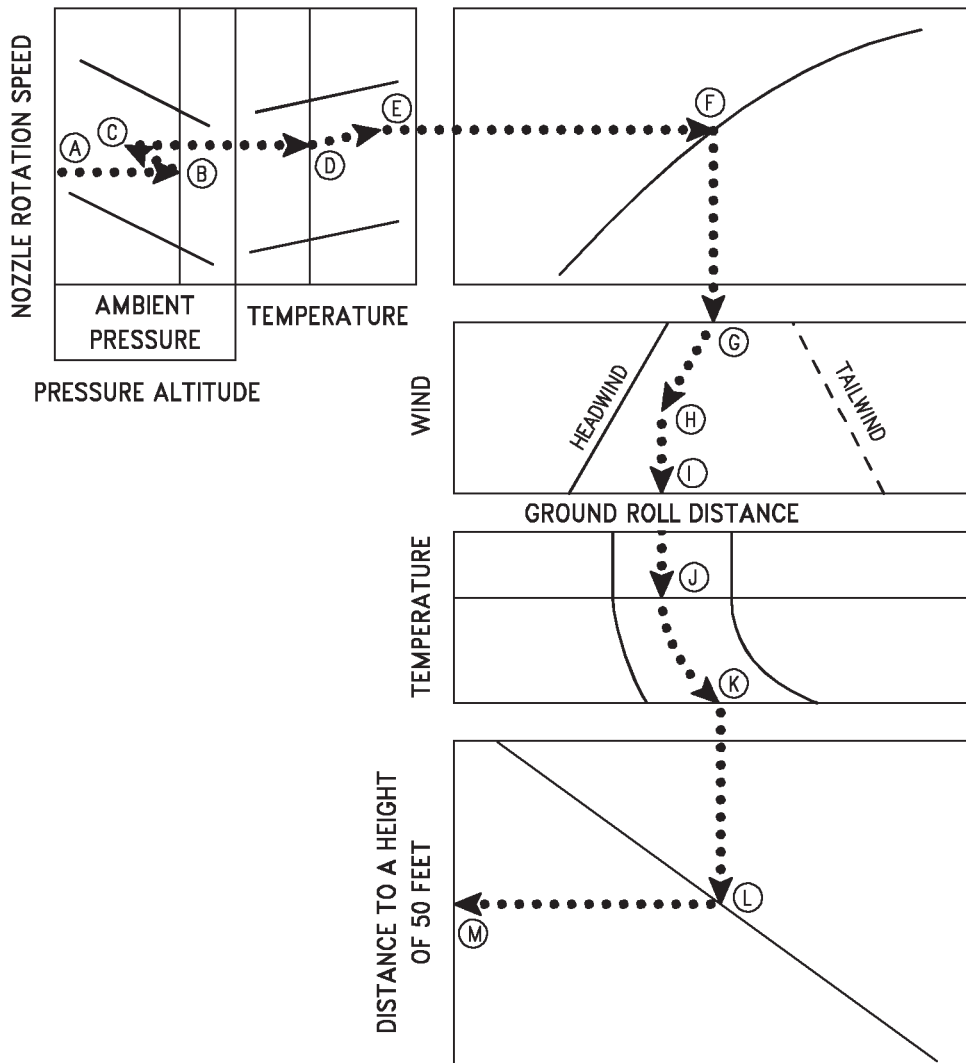 NOZZLE ROTATION SPEED
A
B
C
D
E
F
AMBIENT
PRESSURE
TEMPERATURE
PRESSURE ALTITUDE
WIND
HEADWIND
TAILWIND
G
H
I
GROUND ROLL DISTANCE
TEMPERATURE
J
K
DISTANCE TO A HEIGHT
OF 50 FEET
L
M